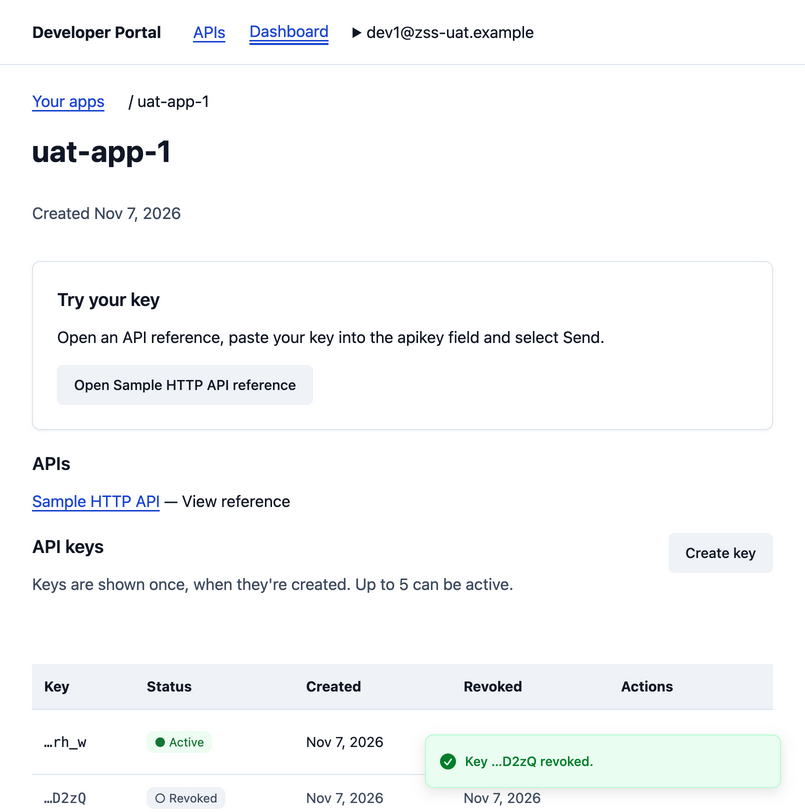 Developer Portal APIs Dashboard ▶ dev1@zss-uat.example
Your apps / uat-app-1
uat-app-1
Created Nov 7, 2026
Try your key
Open an API reference, paste your key into the apikey field and select Send.
Open Sample HTTP API reference
APIs
Sample HTTP API — View reference
API keys
Create key
Keys are shown once, when they're created. Up to 5 can be active.
Key Status Created Revoked Actions
…rh_w Active Nov 7, 2026
Key …D2zQ revoked.
…D2zQ Revoked Nov 7, 2026 Nov 7, 2026